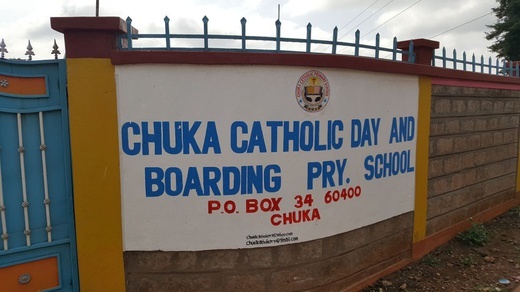 CHUKA CATHOLIC DAY AND
BOARDING PRY. SCHOOL
P.O. BOX 34 60400
CHUKA